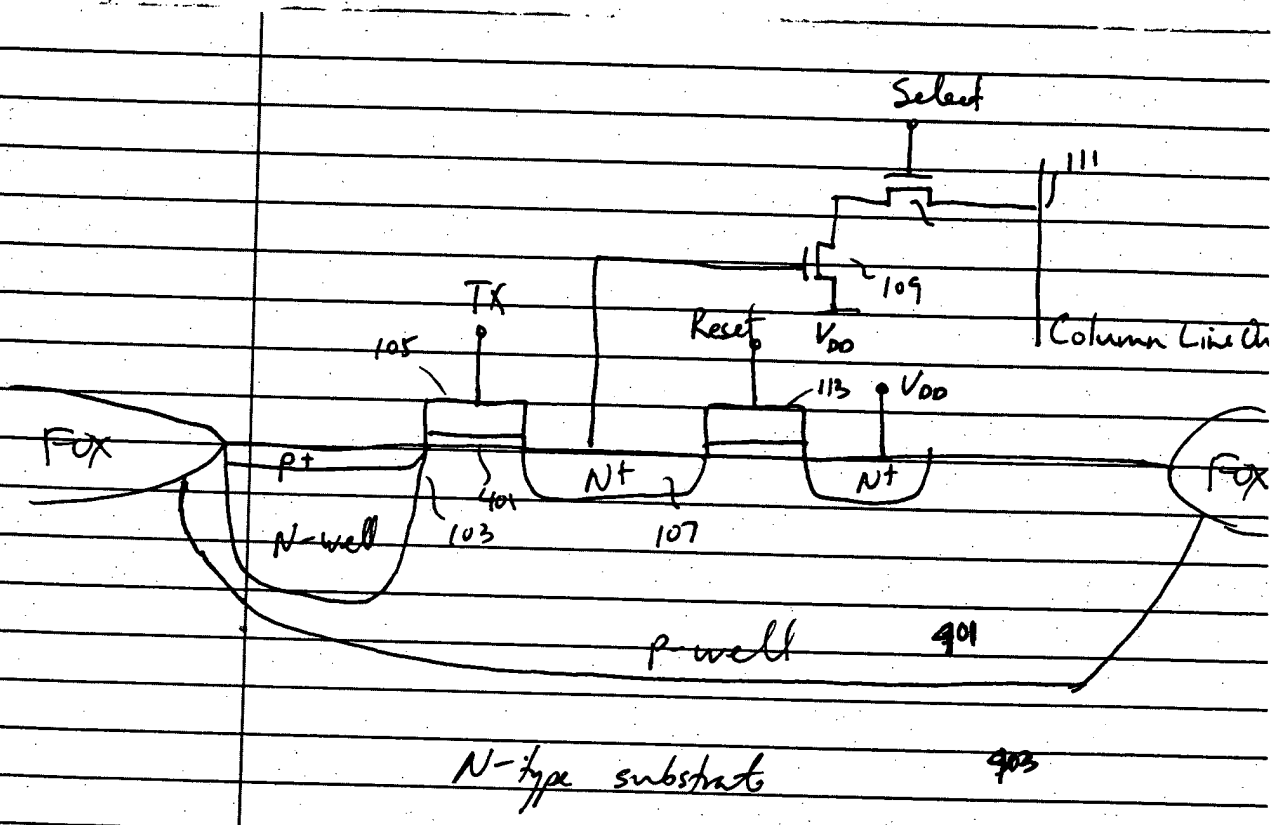 Select
111
109
TX
Reset
VDD
Column Line
105
113
VDD
FOX
P+
N+
N+
FOX
401
N-well
103
107
P-well
401
N-type substrate
403